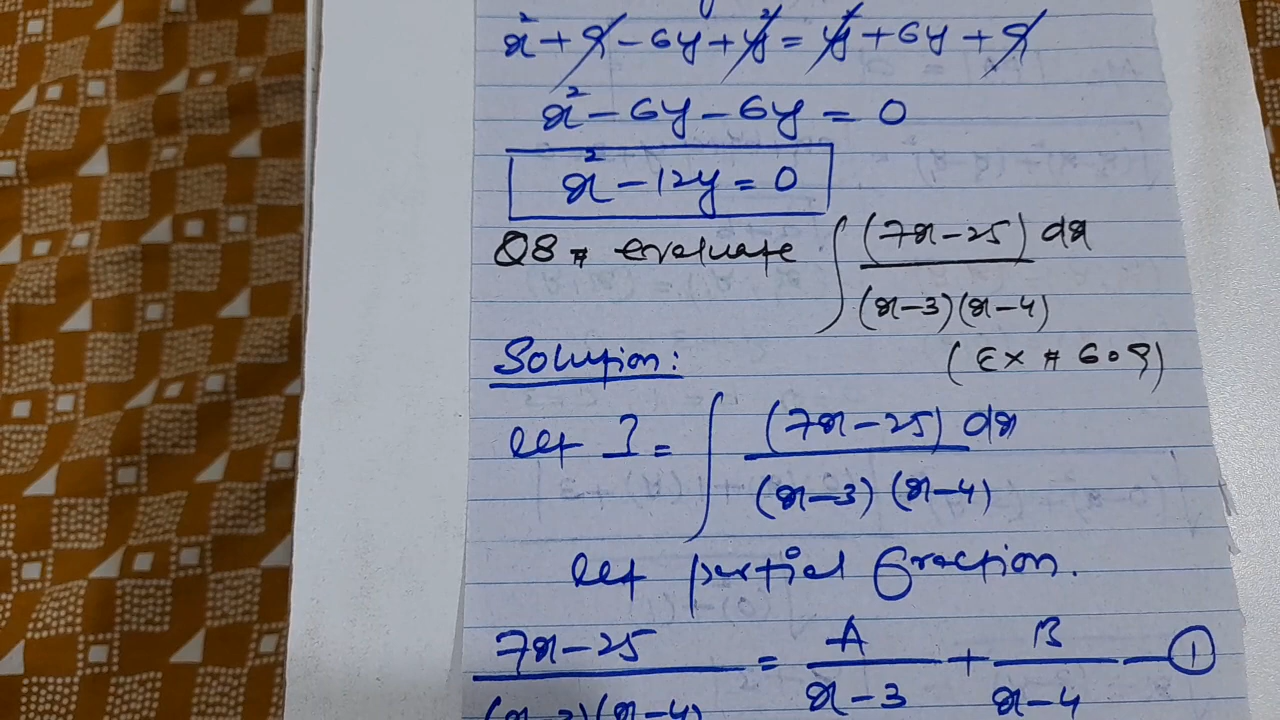 x² + 9 - 6y + y² = y² + 6y + 9
x² - 6y - 6y = 0
x² - 12y = 0
Q8 # evaluate ∫ (7x-25) dx / (x-3)(x-4)
(Ex # 6.9)
Solution:
let I = ∫ (7x-25) dx / (x-3)(x-4)
let partial fraction.
7x-25 / (x-3)(x-4) = A / x-3 + B / x-4 — ①